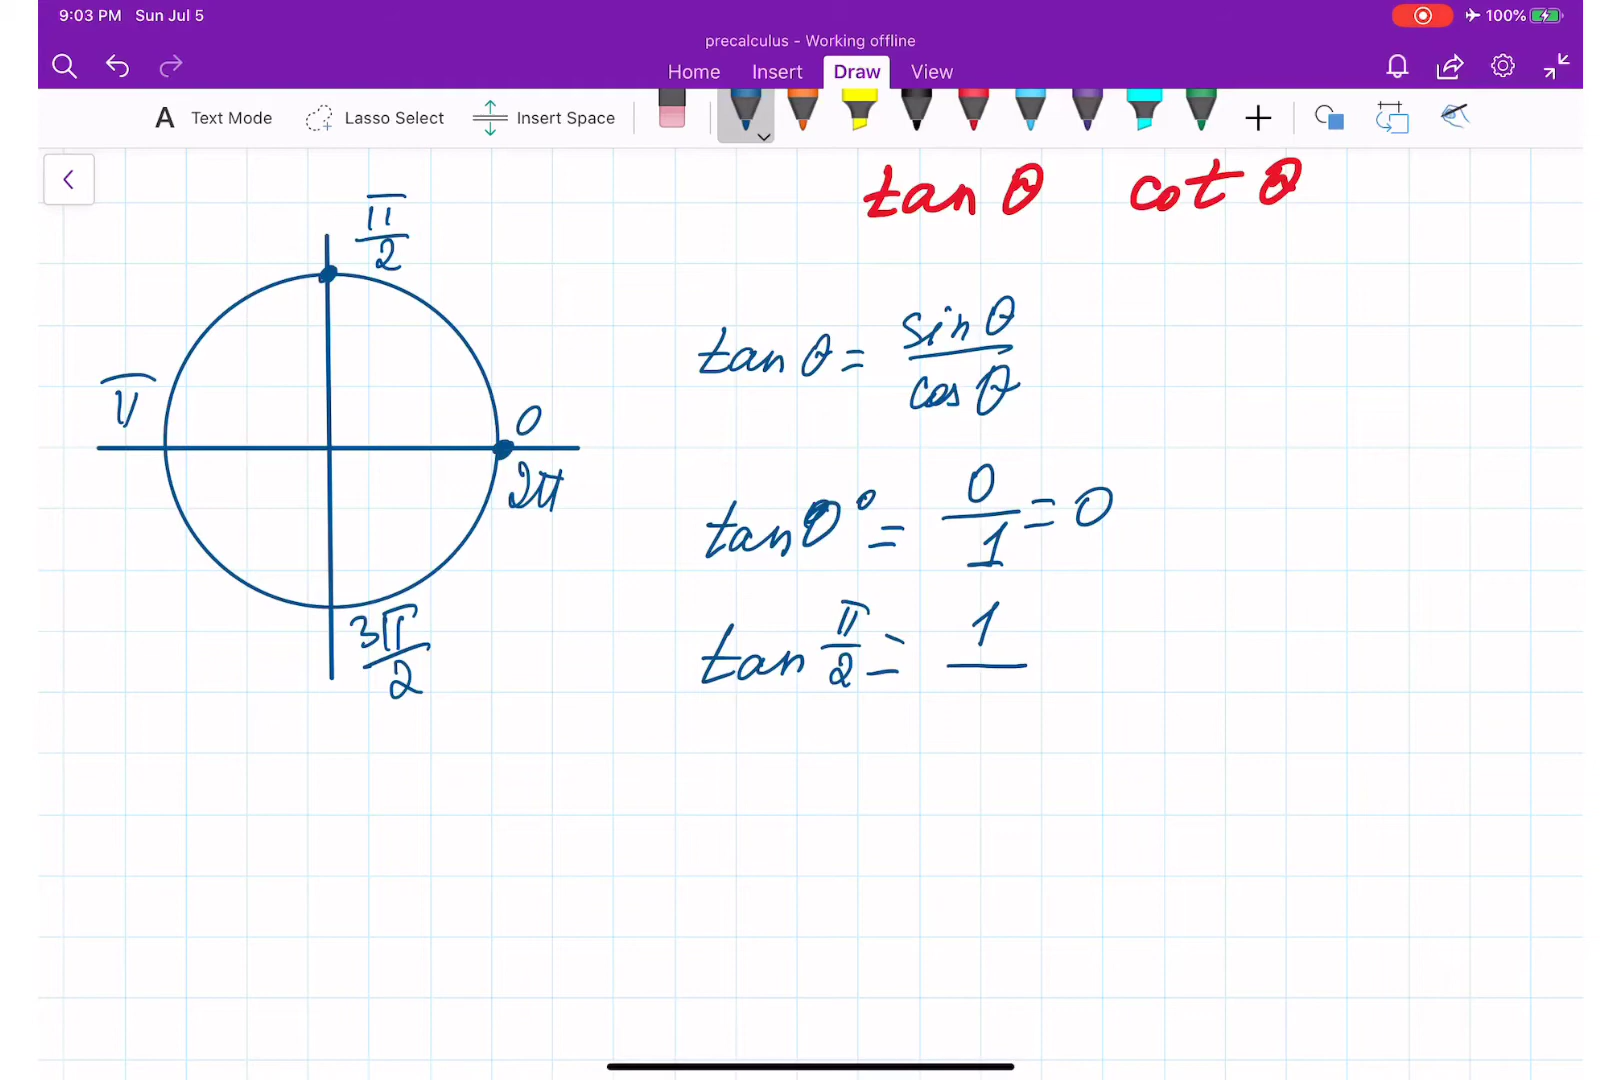 9:03 PM Sun Jul 5
100%
precalculus - Working offline
Home Insert Draw View
A Text Mode Lasso Select Insert Space
tan θ cot θ
π/2
tan θ = sin θ / cos θ
π
0
2π
tan 0° = 0/1 = 0
3π/2
tan π/2 = 1/